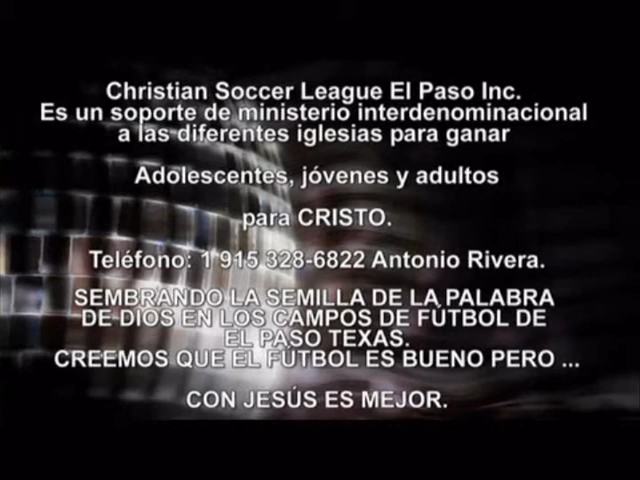 Christian Soccer League El Paso Inc.
Es un soporte de ministerio interdenominacional
a las diferentes iglesias para ganar
Adolescentes, jóvenes y adultos
para CRISTO.
Teléfono: 1 915 328-6822 Antonio Rivera.
SEMBRANDO LA SEMILLA DE LA PALABRA
DE DIOS EN LOS CAMPOS DE FÚTBOL DE
EL PASO TEXAS.
CREEMOS QUE EL FÚTBOL ES BUENO PERO ...
CON JESÚS ES MEJOR.